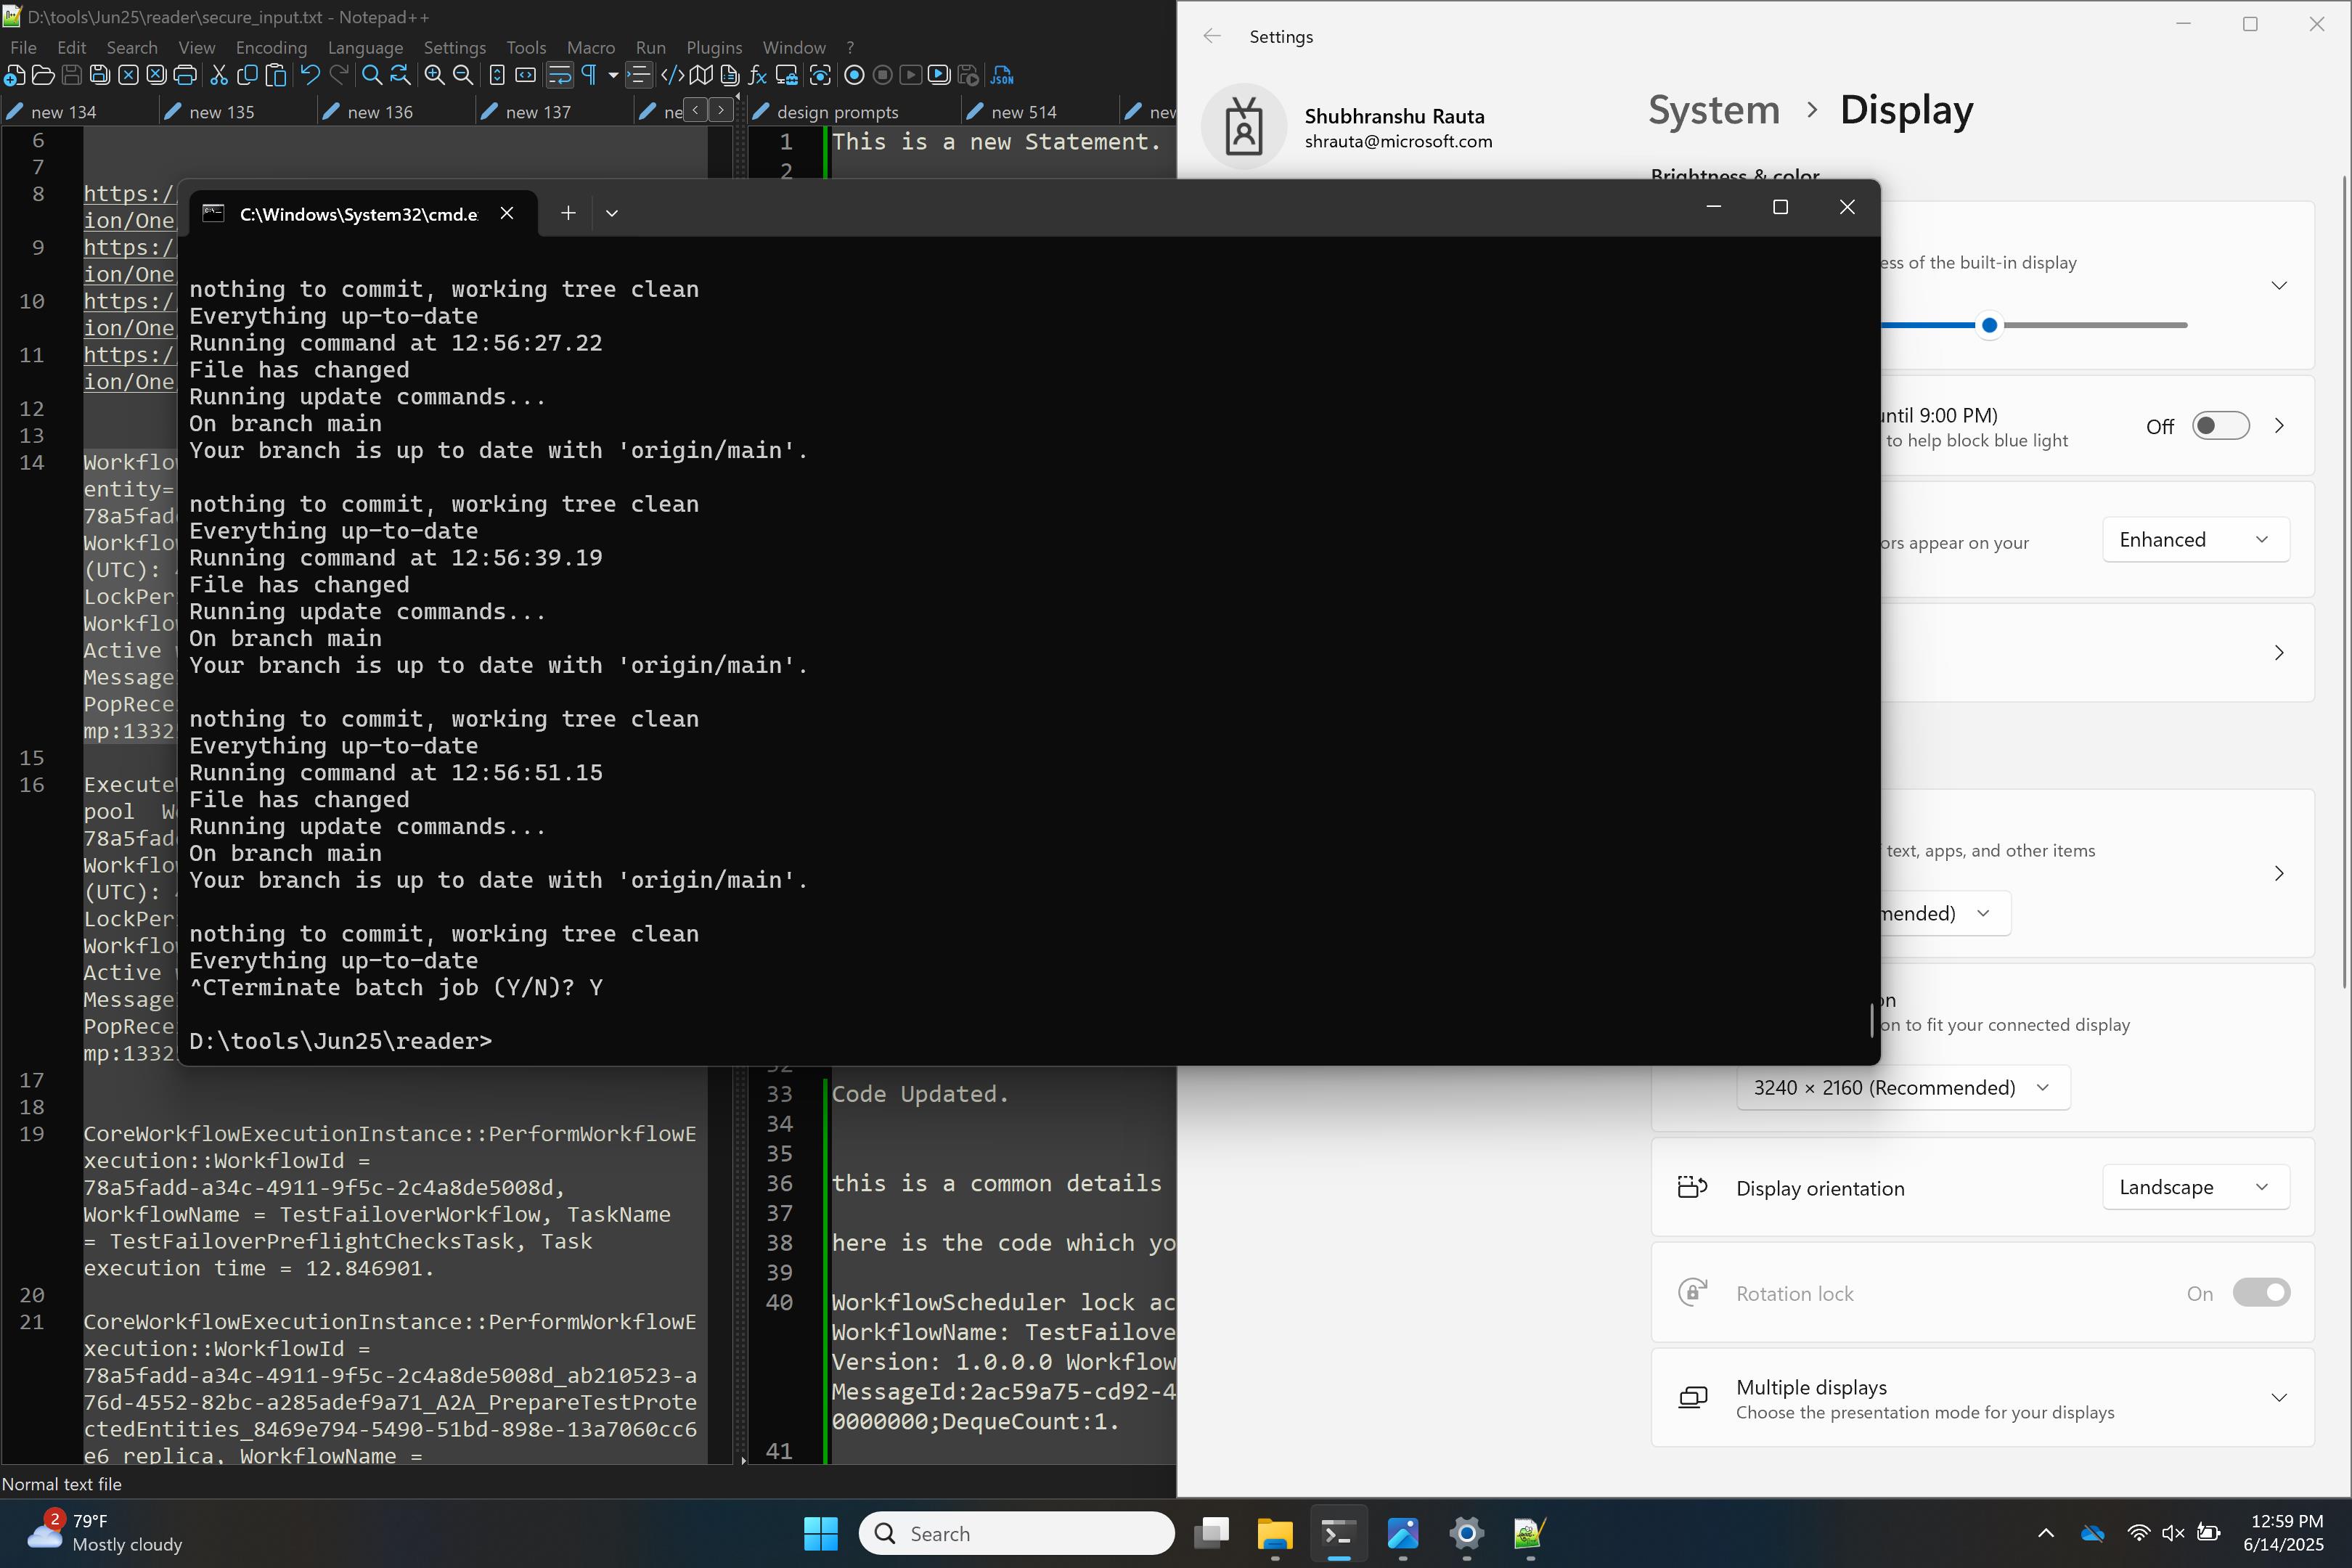 D:\tools\Jun25\reader\secure_input.txt - Notepad++
File Edit Search View Encoding Language Settings Tools Macro Run Plugins Window ?
new 134 new 135 new 136 new 137 ne design prompts new 514 new
6
7
8 https:/
ion/One
9 https:/
ion/One
10 https:/
ion/One
11 https:/
ion/One
12
13
14 Workflow
entity=
78a5fadd
Workflow
(UTC):
LockPer
Workflow
Active
Message
PopRece
mp:1332
15
16 Execute
pool
78a5fad
Workflow
(UTC):
LockPer
Workflow
Active
Message
PopRece
mp:1332
17
18
19 CoreWorkflowExecutionInstance::PerformWorkflowE
xecution::WorkflowId =
78a5fadd-a34c-4911-9f5c-2c4a8de5008d,
WorkflowName = TestFailoverWorkflow, TaskName
= TestFailoverPreflightChecksTask, Task
execution time = 12.846901.
20
21 CoreWorkflowExecutionInstance::PerformWorkflowE
xecution::WorkflowId =
78a5fadd-a34c-4911-9f5c-2c4a8de5008d_ab210523-a
76d-4552-82bc-a285adef9a71_A2A_PrepareTestProte
ctedEntities_8469e794-5490-51bd-898e-13a7060cc6
e6_replica, WorkflowName =
Normal text file
1 This is a new Statement.
2
C:\Windows\System32\cmd.e
nothing to commit, working tree clean
Everything up-to-date
Running command at 12:56:27.22
File has changed
Running update commands...
On branch main
Your branch is up to date with 'origin/main'.
nothing to commit, working tree clean
Everything up-to-date
Running command at 12:56:39.19
File has changed
Running update commands...
On branch main
Your branch is up to date with 'origin/main'.
nothing to commit, working tree clean
Everything up-to-date
Running command at 12:56:51.15
File has changed
Running update commands...
On branch main
Your branch is up to date with 'origin/main'.
nothing to commit, working tree clean
Everything up-to-date
^CTerminate batch job (Y/N)? Y
D:\tools\Jun25\reader>
33 Code Updated.
34
35
36 this is a common details
37
38 here is the code which yo
39
40 WorkflowScheduler lock ac
WorkflowName: TestFailove
Version: 1.0.0.0 Workflow
MessageId:2ac59a75-cd92-4
0000000;DequeCount:1.
41
Settings
Shubhranshu Rauta
shrauta@microsoft.com
System > Display
Brightness & color
ess of the built-in display
until 9:00 PM) Off
to help block blue light
ors appear on your
Enhanced
text, apps, and other items
mended)
on
on to fit your connected display
3240 × 2160 (Recommended)
Display orientation Landscape
Rotation lock On
Multiple displays
Choose the presentation mode for your displays
2 79°F
Mostly cloudy
Search
12:59 PM
6/14/2025